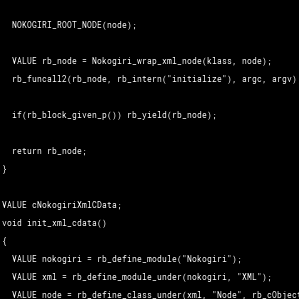 NOKOGIRI_ROOT_NODE(node);
VALUE rb_node = Nokogiri_wrap_xml_node(klass, node);
rb_funcall2(rb_node, rb_intern("initialize"), argc, argv)
if(rb_block_given_p()) rb_yield(rb_node);
return rb_node;
}
VALUE cNokogiriXmlCData;
void init_xml_cdata()
{
VALUE nokogiri = rb_define_module("Nokogiri");
VALUE xml = rb_define_module_under(nokogiri, "XML");
VALUE node = rb_define_class_under(xml, "Node", rb_cObject